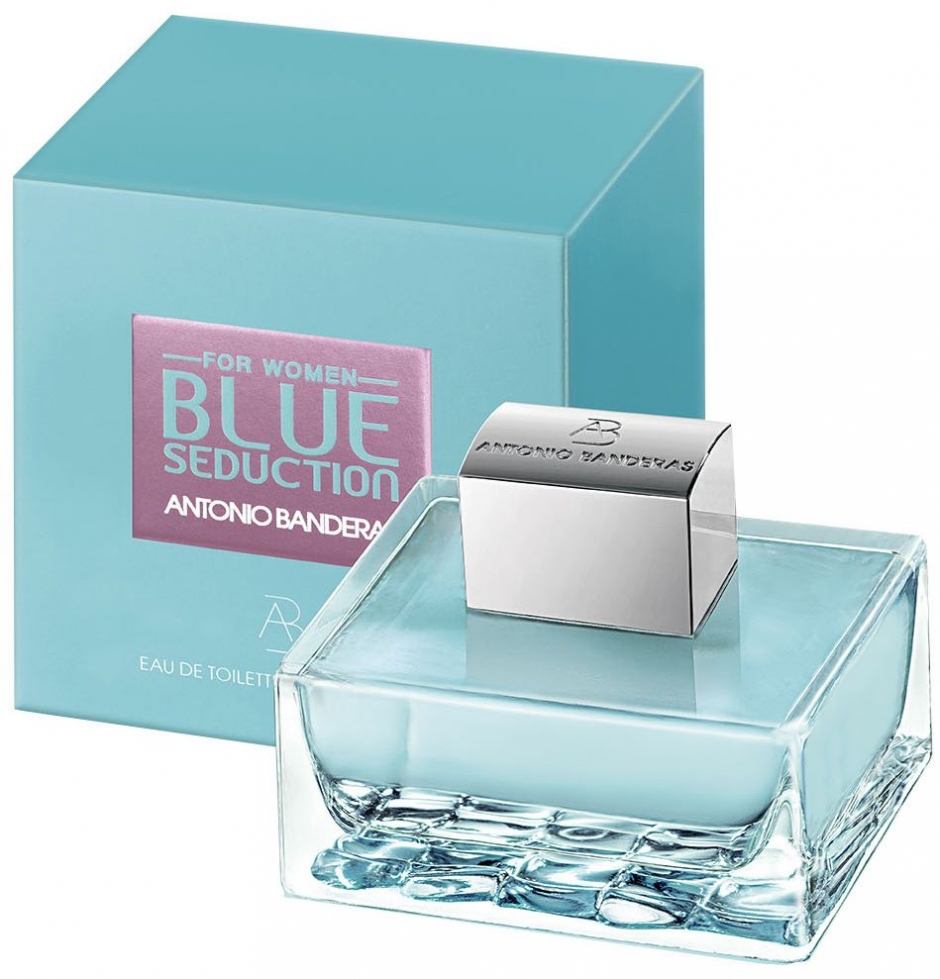 FOR WOMEN
BLUE
SEDUCTION
ANTONIO BANDERA
AB
EAU DE TOILETT
AB
ANTONIO BANDERAS